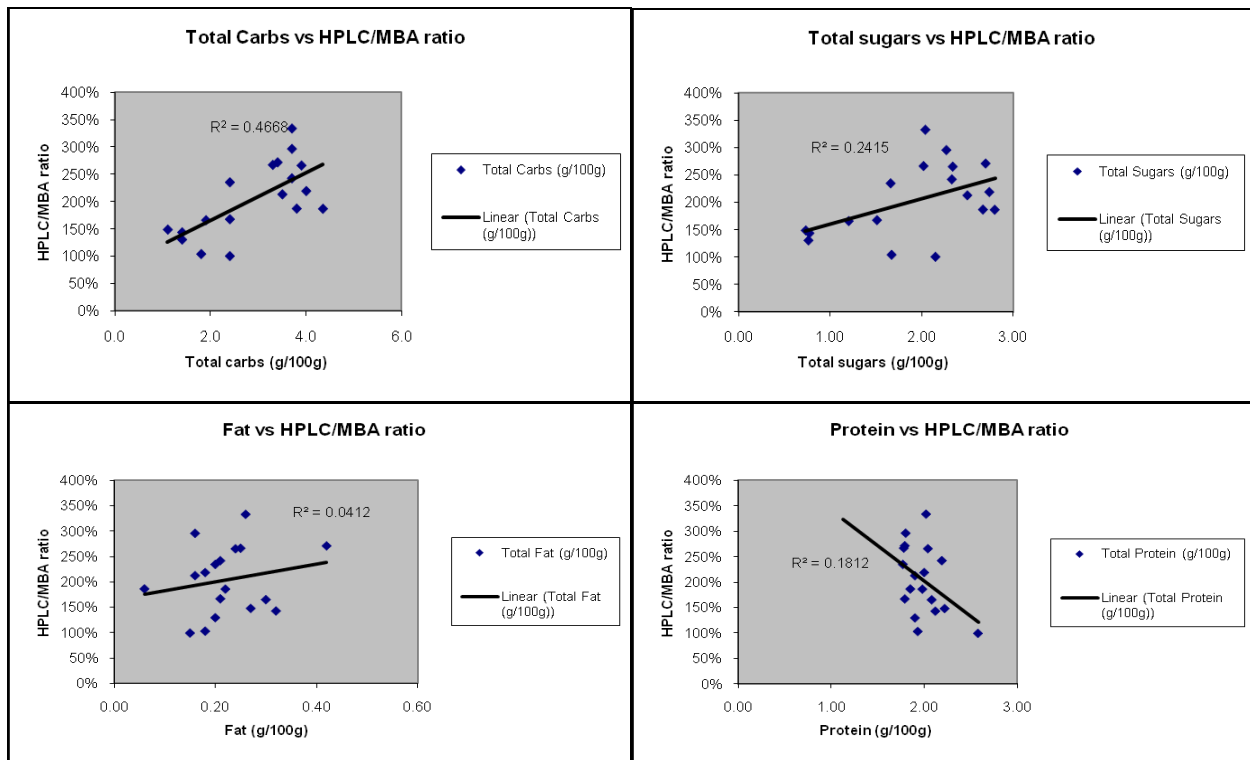 Total Carbs vs HPLC/MBA ratio
HPLC/MBA ratio
400%
350%
300%
250%
200%
150%
100%
50%
0%
R² = 0.4668
0.0 2.0 4.0 6.0
Total carbs (g/100g)
Total Carbs (g/100g)
Linear (Total Carbs
(g/100g))
Total sugars vs HPLC/MBA ratio
HPLC/MBA ratio
400%
350%
300%
250%
200%
150%
100%
50%
0%
R² = 0.2415
0.00 1.00 2.00 3.00
Total sugars (g/100g)
Total Sugars (g/100g)
Linear (Total Sugars
(g/100g))
Fat vs HPLC/MBA ratio
HPLC/MBA ratio
400%
350%
300%
250%
200%
150%
100%
50%
0%
R² = 0.0412
0.00 0.20 0.40 0.60
Fat (g/100g)
Total Fat (g/100g)
Linear (Total Fat
(g/100g))
Protein vs HPLC/MBA ratio
HPLC/MBA ratio
400%
350%
300%
250%
200%
150%
100%
50%
0%
R² = 0.1812
0.00 1.00 2.00 3.00
Protein (g/100g)
Total Protein (g/100g)
Linear (Total Protein
(g/100g))